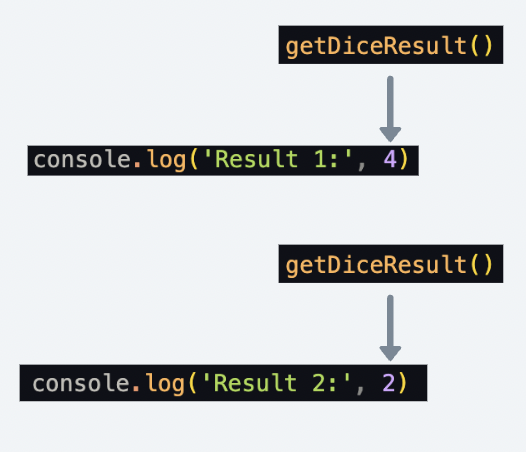 getDiceResult()
console.log('Result 1:', 4)
getDiceResult()
console.log('Result 2:', 2)